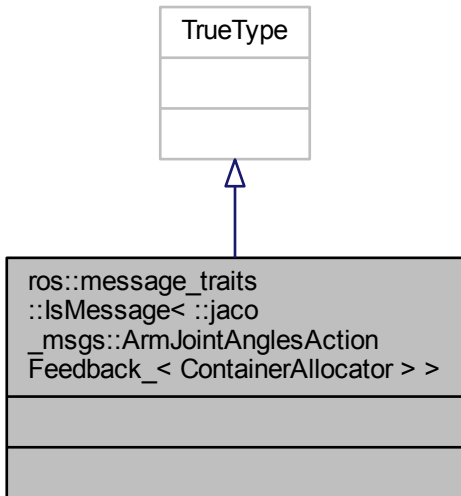 TrueType
ros::message_traits
::IsMessage< ::jaco
_msgs::ArmJointAnglesAction
Feedback_< ContainerAllocator > >